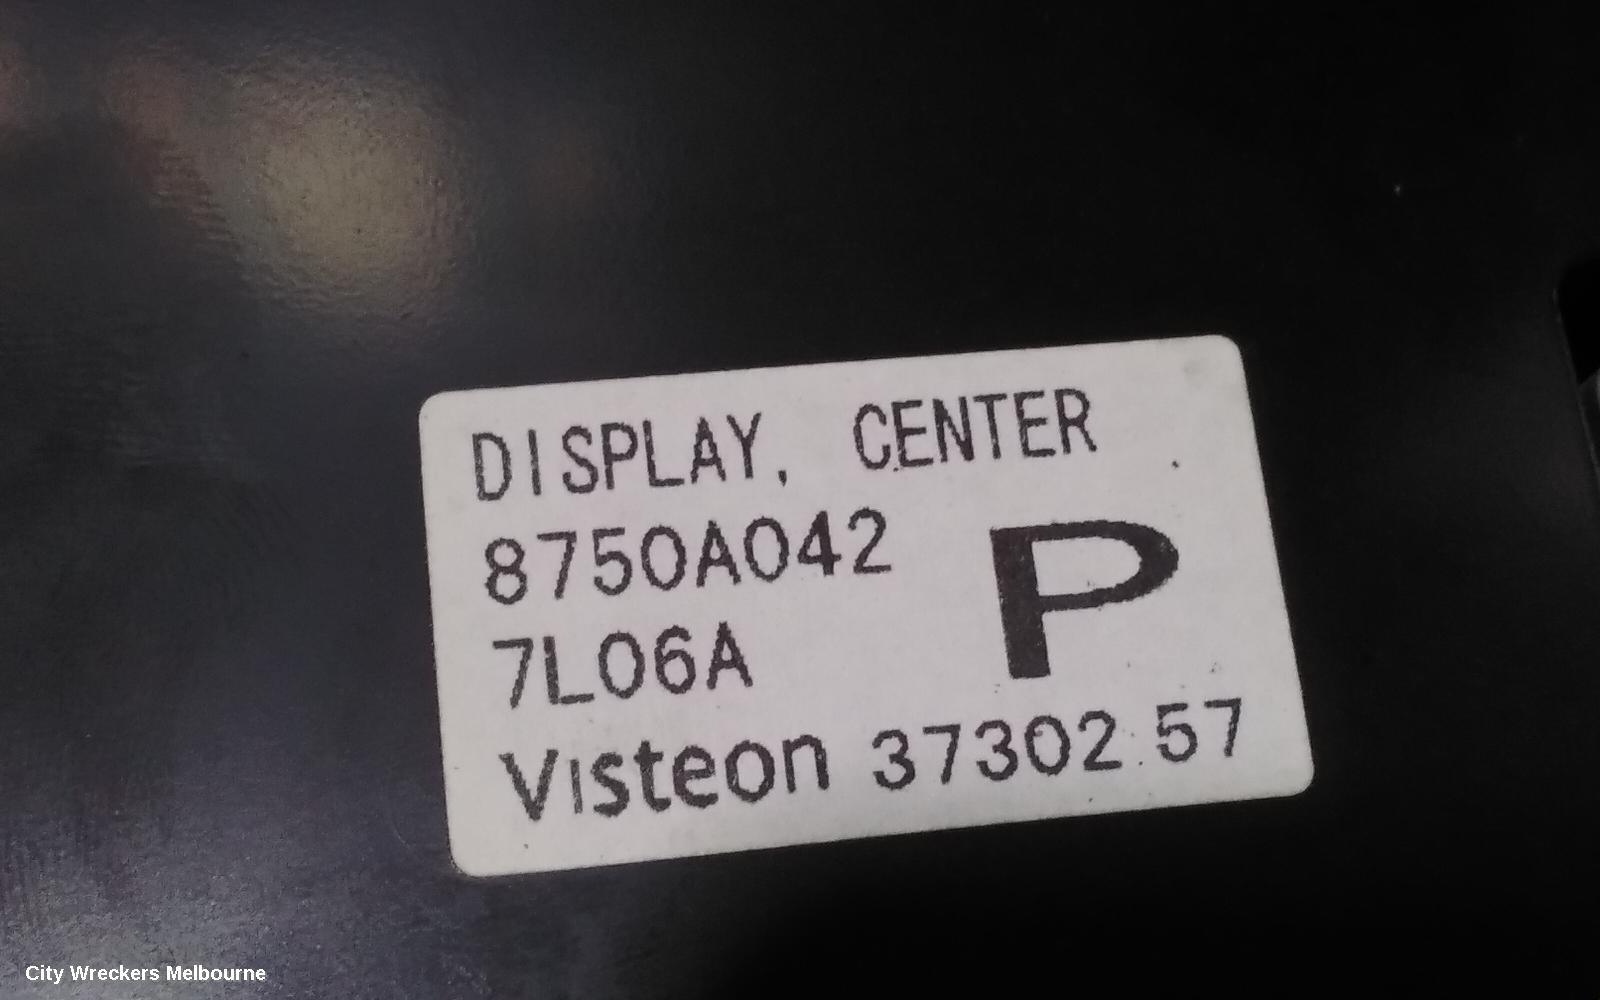 DISPLAY, CENTER
8750A042
P
7L06A
Visteon 37302.57
City Wreckers Melbourne